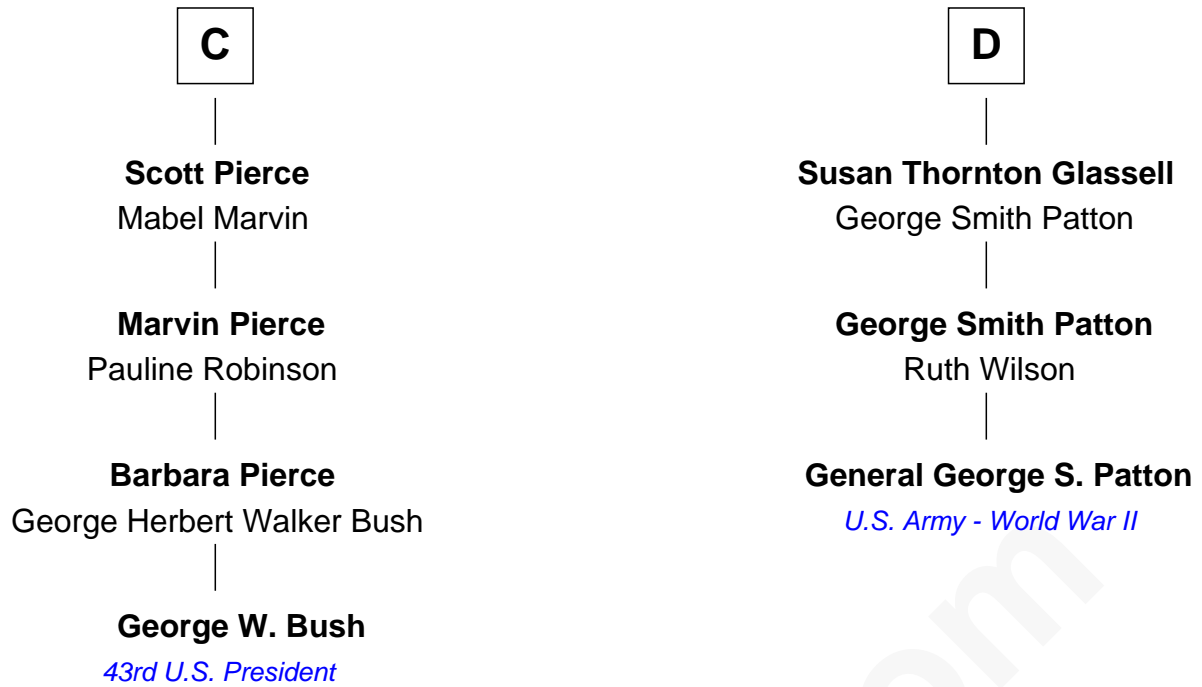 C
Scott Pierce
Mabel Marvin
Marvin Pierce
Pauline Robinson
Barbara Pierce
George Herbert Walker Bush
George W. Bush
43rd U.S. President
D
Susan Thornton Glassell
George Smith Patton
George Smith Patton
Ruth Wilson
General George S. Patton
U.S. Army - World War II
om